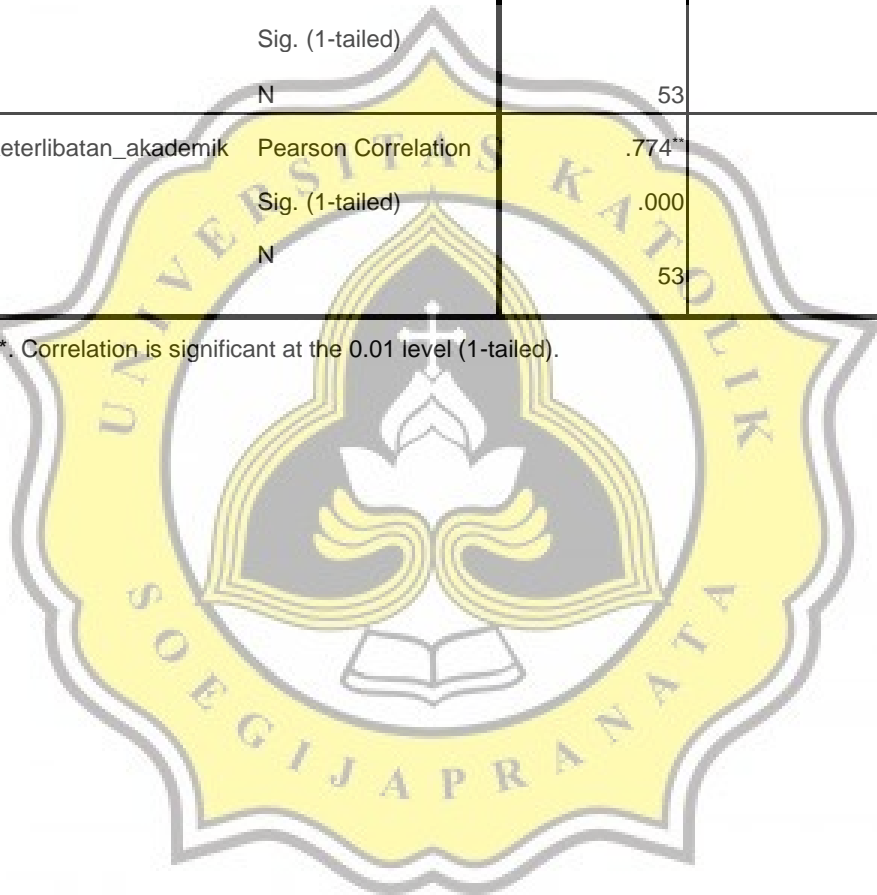 Sig. (1-tailed)
N 53
eterlibatan_akademik Pearson Correlation .774**
Sig. (1-tailed) .000
N 53
*. Correlation is significant at the 0.01 level (1-tailed).
UNIVERSITAS KATOLIK
SOEGIJAPRANATA